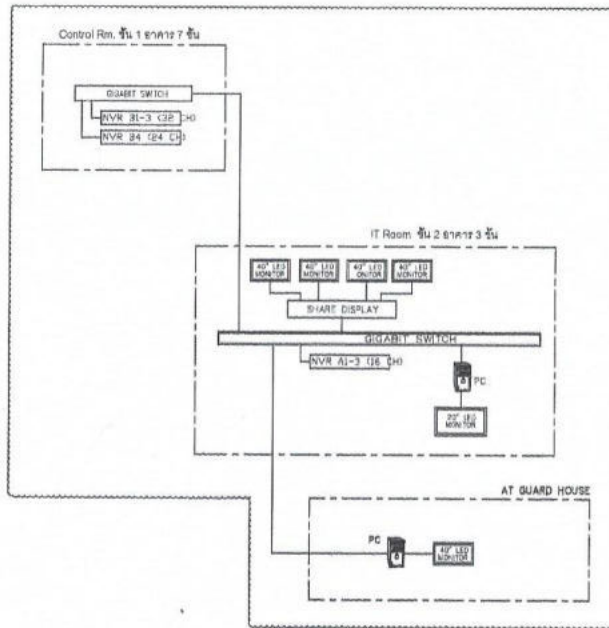 Control Rm. ชั้น 1 อาคาร 7 ชั้น
GIGABIT SWITCH
NVR B1-3 (32 CH)
NVR B4 (24 CH)
IT Room ชั้น 2 อาคาร 3 ชั้น
40" LED
MONITOR
40" LED
MONITOR
40" LED
ONITOR
40" LED
MONITOR
SHARE DISPLAY
GIGABIT SWITCH
NVR A1-3 (16 CH)
PC
20" LED
MONITOR
AT GUARD HOUSE
PC
40" LED
MONITOR